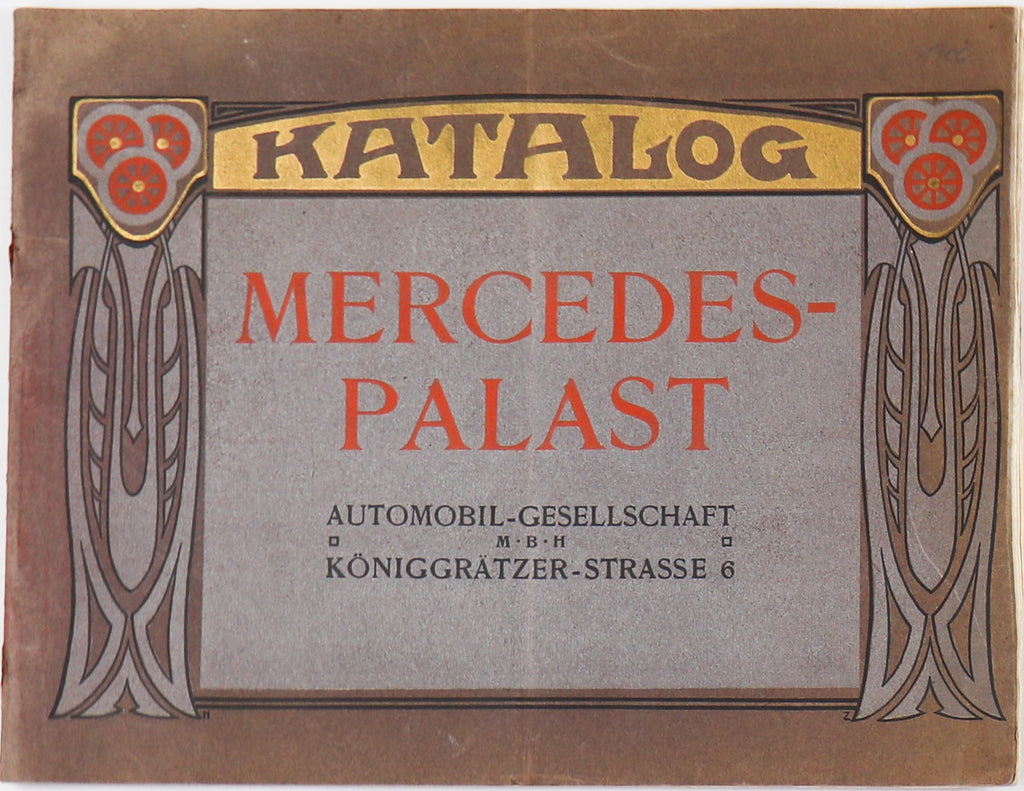 KATALOG
MERCEDES-
PALAST
AUTOMOBIL-GESELLSCHAFT
M·B·H
KÖNIGGRÄTZER-STRASSE 6
H Z